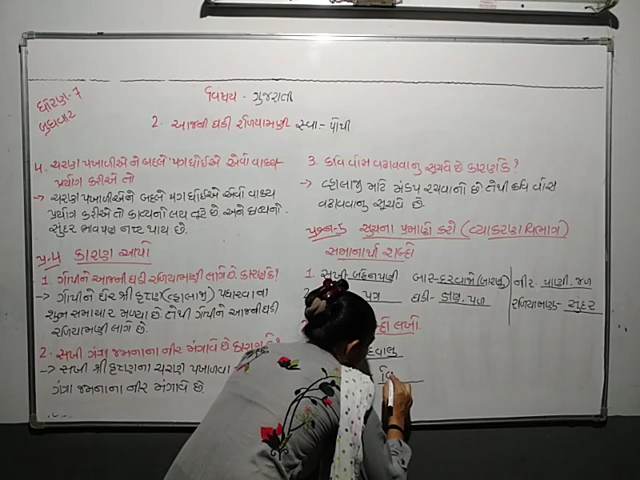 ધોરણ-7
બુધવાર
વિષય - ગુજરાતી
2. આજની ઘડી રળિયામણી સ્વા = પોથી
4. ચરણ પખાળીએ ને બદલે 'પગ ધોઈએ' એવો વાક્ય
પ્રયોગ કરીએ તો
→ ચરણ પખાળીએને બદલે પગ ધોઈએ એવો વાક્ય
પ્રયોગ કરીએ તો કાવ્યનો લય તૂટે છે. અને કાવ્યનો
સુંદર ભાવ પણ નષ્ટ થાય છે.
પ્ર.4 કારણ આપો
1. ગોપીને આજની ઘડી રળિયામણી લાગે છે. કારણ કે?
→ ગોપીને ઘેર શ્રી કૃષ્ણ (વ્હાલાજી) પધારવાના
શુભ સમાચાર મળ્યા છે તેથી ગોપીને આજની ઘડી
રળિયામણી લાગે છે.
2. સખી ગંગા જમનાના નીર મંગાવે છે કારણ કે?
→ સખી શ્રી કૃષ્ણના ચરણ પખાળવા
ગંગા જમનાના નીર મંગાવે છે.
3. કવિ વાંસ વઢાવવાનું સૂચવે છે કારણ કે?
→ વ્હાલાજી માટે મંડપ રચવાનો છે તેથી કવિ વાંસ
વઢાવવાનું સૂચવે છે.
પ્રશ્ન-5 સૂચના પ્રમાણે કરો (વ્યાકરણ વિભાગ)
સમાનાર્થી શબ્દો
1. સખી - બહેનપણી બાર - દરવાજો (બારણું) નીર - પાણી, જળ
પત્ર ઘડી - ક્ષણ, પળ રળિયામણું - સુંદર
લખો.